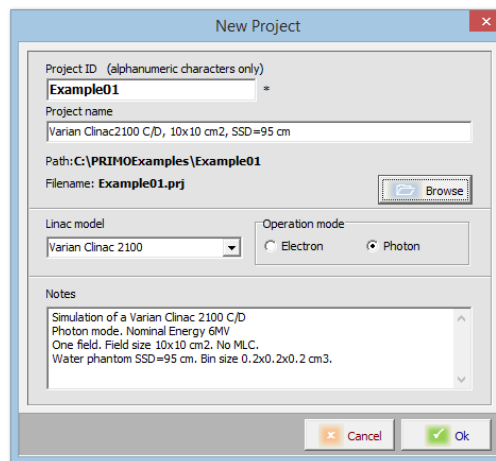 New Project
Project ID (alphanumeric characters only)
Example01 *
Project name
Varian Clinac2100 C/D, 10x10 cm2, SSD=95 cm
Path:C:\PRIMOExamples\Example01
Filename: Example01.prj
Browse
Linac model
Operation mode
Varian Clinac 2100
Electron
Photon
Notes
Simulation of a Varian Clinac 2100 C/D
Photon mode. Nominal Energy 6MV
One field. Field size 10x10 cm2. No MLC.
Water phantom SSD=95 cm. Bin size 0.2x0.2x0.2 cm3.
Cancel
Ok